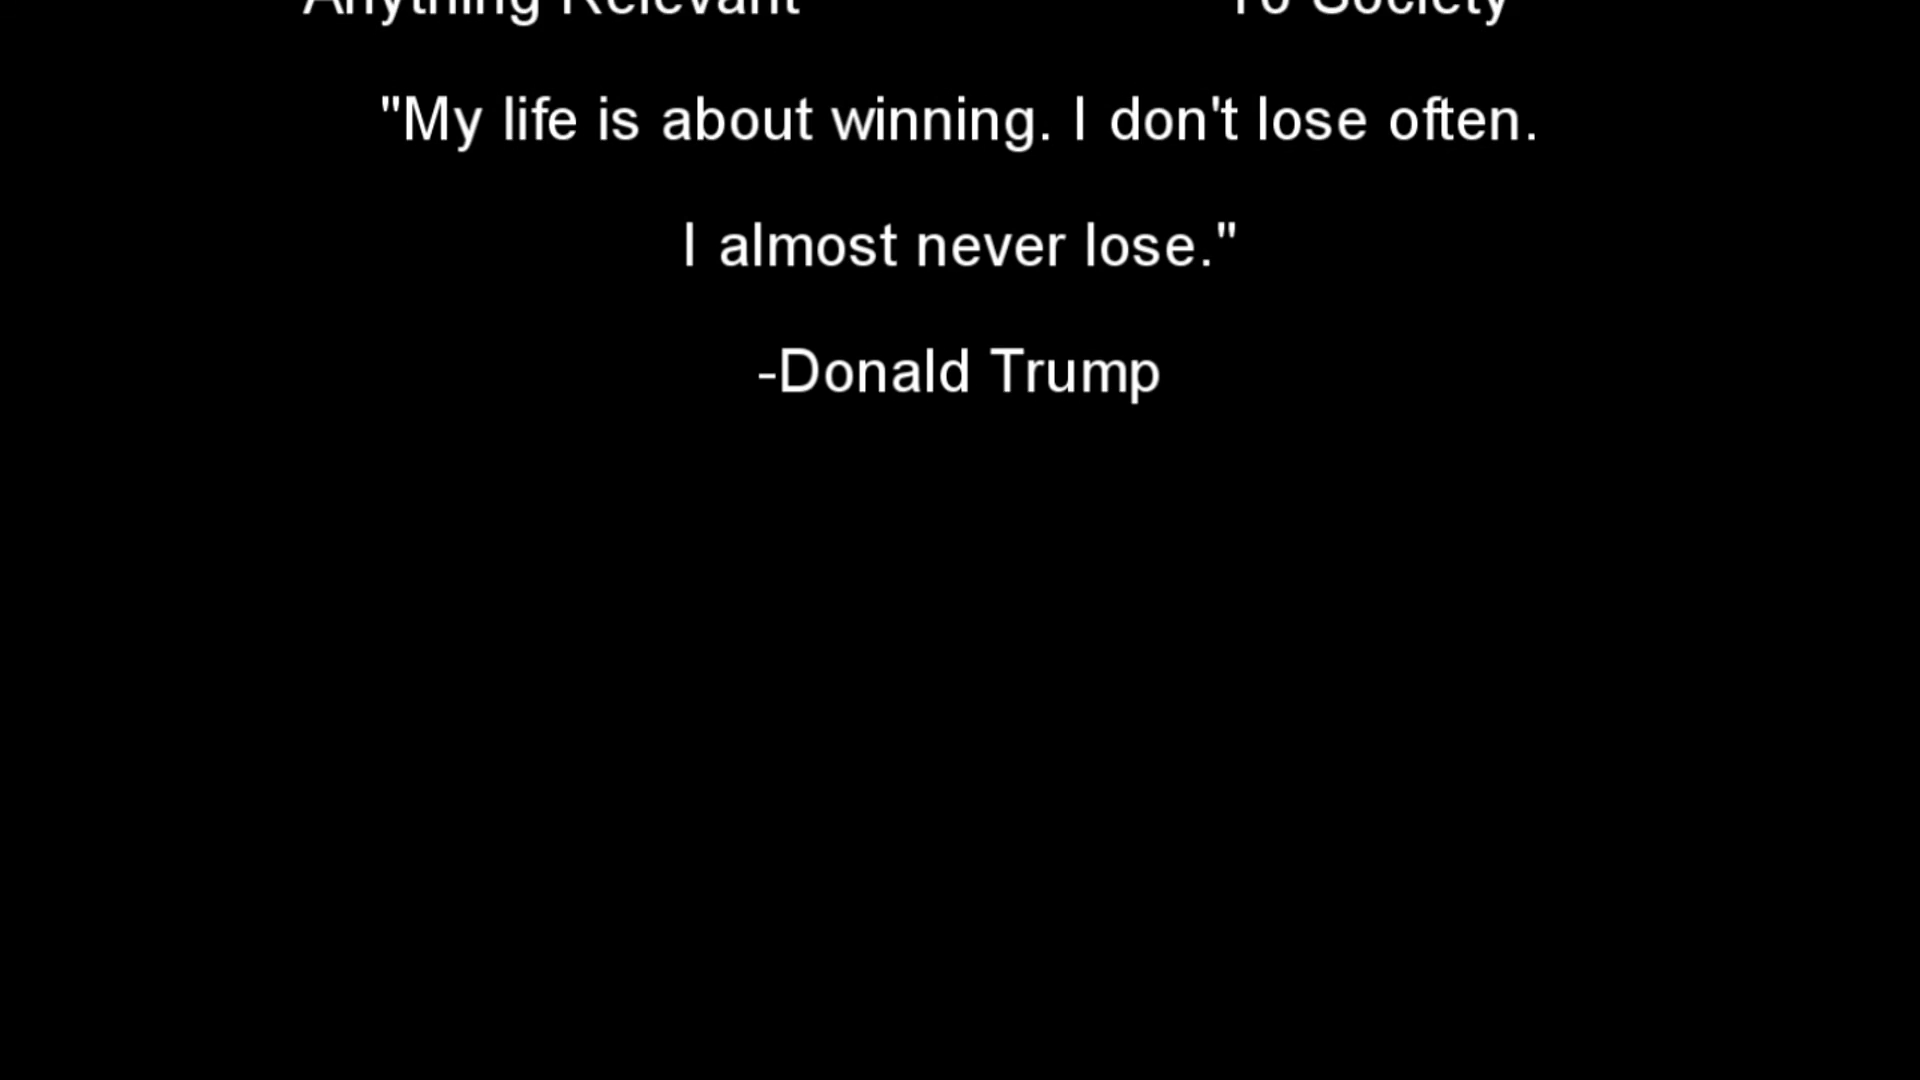 Anything Relevant To Society
"My life is about winning. I don't lose often.
I almost never lose."
-Donald Trump